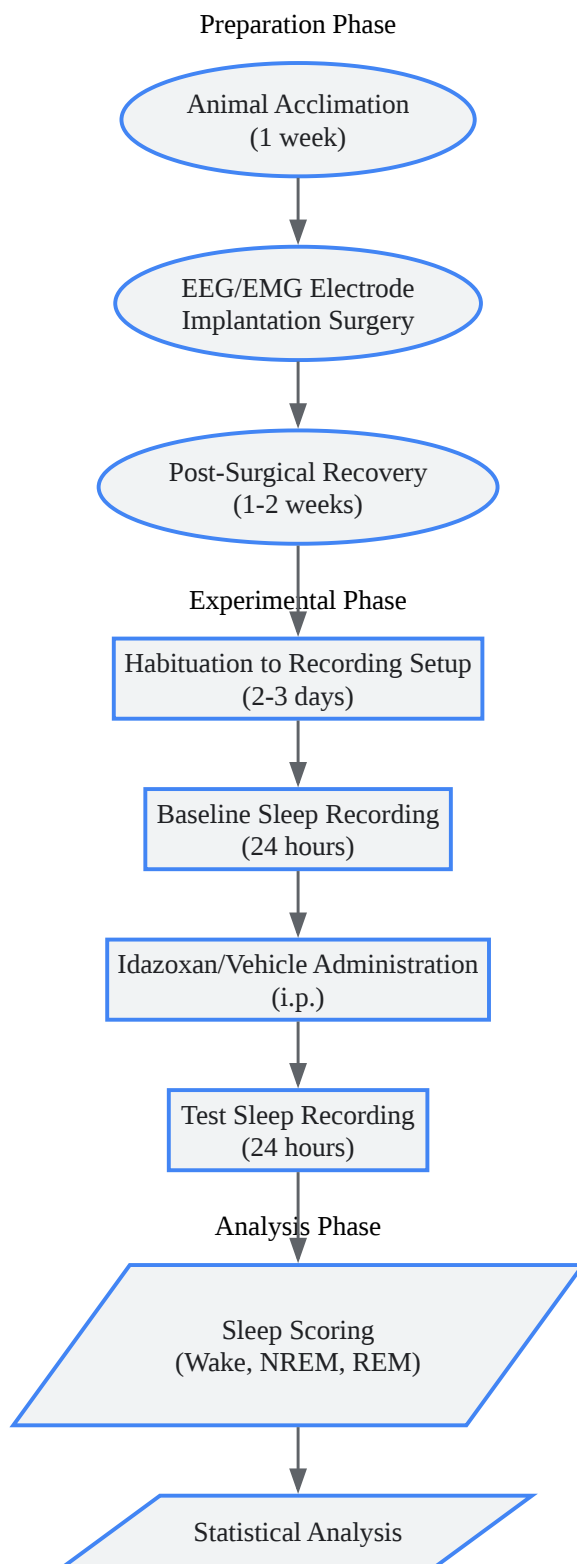 Preparation Phase
Animal Acclimation
(1 week)
EEG/EMG Electrode
Implantation Surgery
Post-Surgical Recovery
(1-2 weeks)
Experimental Phase
Habituation to Recording Setup
(2-3 days)
Baseline Sleep Recording
(24 hours)
Idazoxan/Vehicle Administration
(i.p.)
Test Sleep Recording
(24 hours)
Analysis Phase
Sleep Scoring
(Wake, NREM, REM)
Statistical Analysis